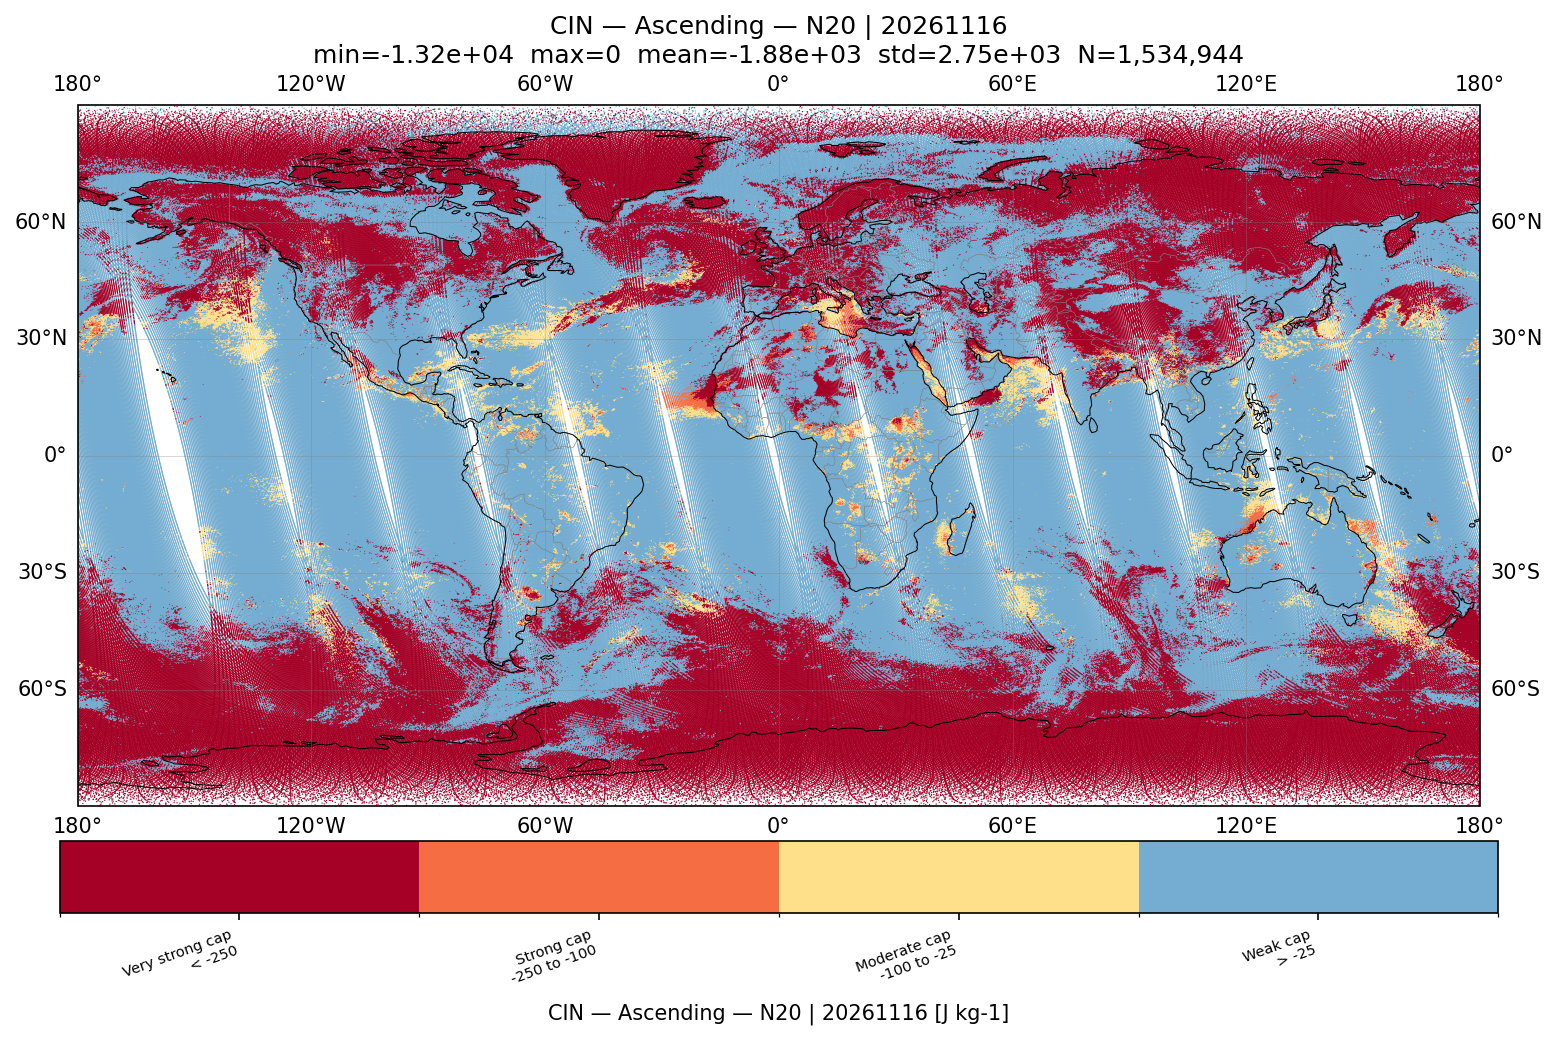 CIN — Ascending — N20 | 20261116
min=-1.32e+04 max=0 mean=-1.88e+03 std=2.75e+03 N=1,534,944
180° 120°W 60°W 0° 60°E 120°E 180°
60°N 60°N
30°N 30°N
0° 0°
30°S 30°S
60°S 60°S
180° 120°W 60°W 0° 60°E 120°E 180°
Very strong cap
< -250
Strong cap
-250 to -100
Moderate cap
-100 to -25
Weak cap
> -25
CIN — Ascending — N20 | 20261116 [J kg-1]